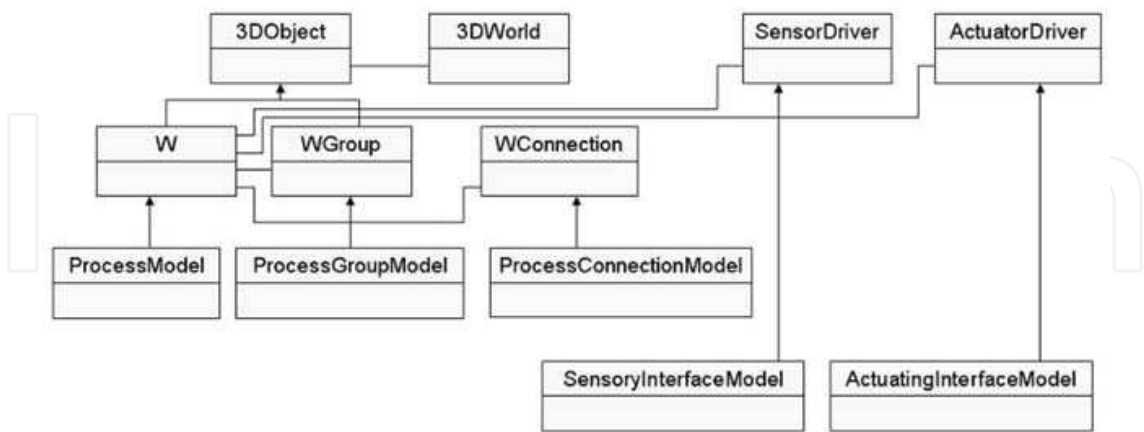 3DObject
3DWorld
SensorDriver
ActuatorDriver
W
WGroup
WConnection
ProcessModel
ProcessGroupModel
ProcessConnectionModel
SensoryInterfaceModel
ActuatingInterfaceModel